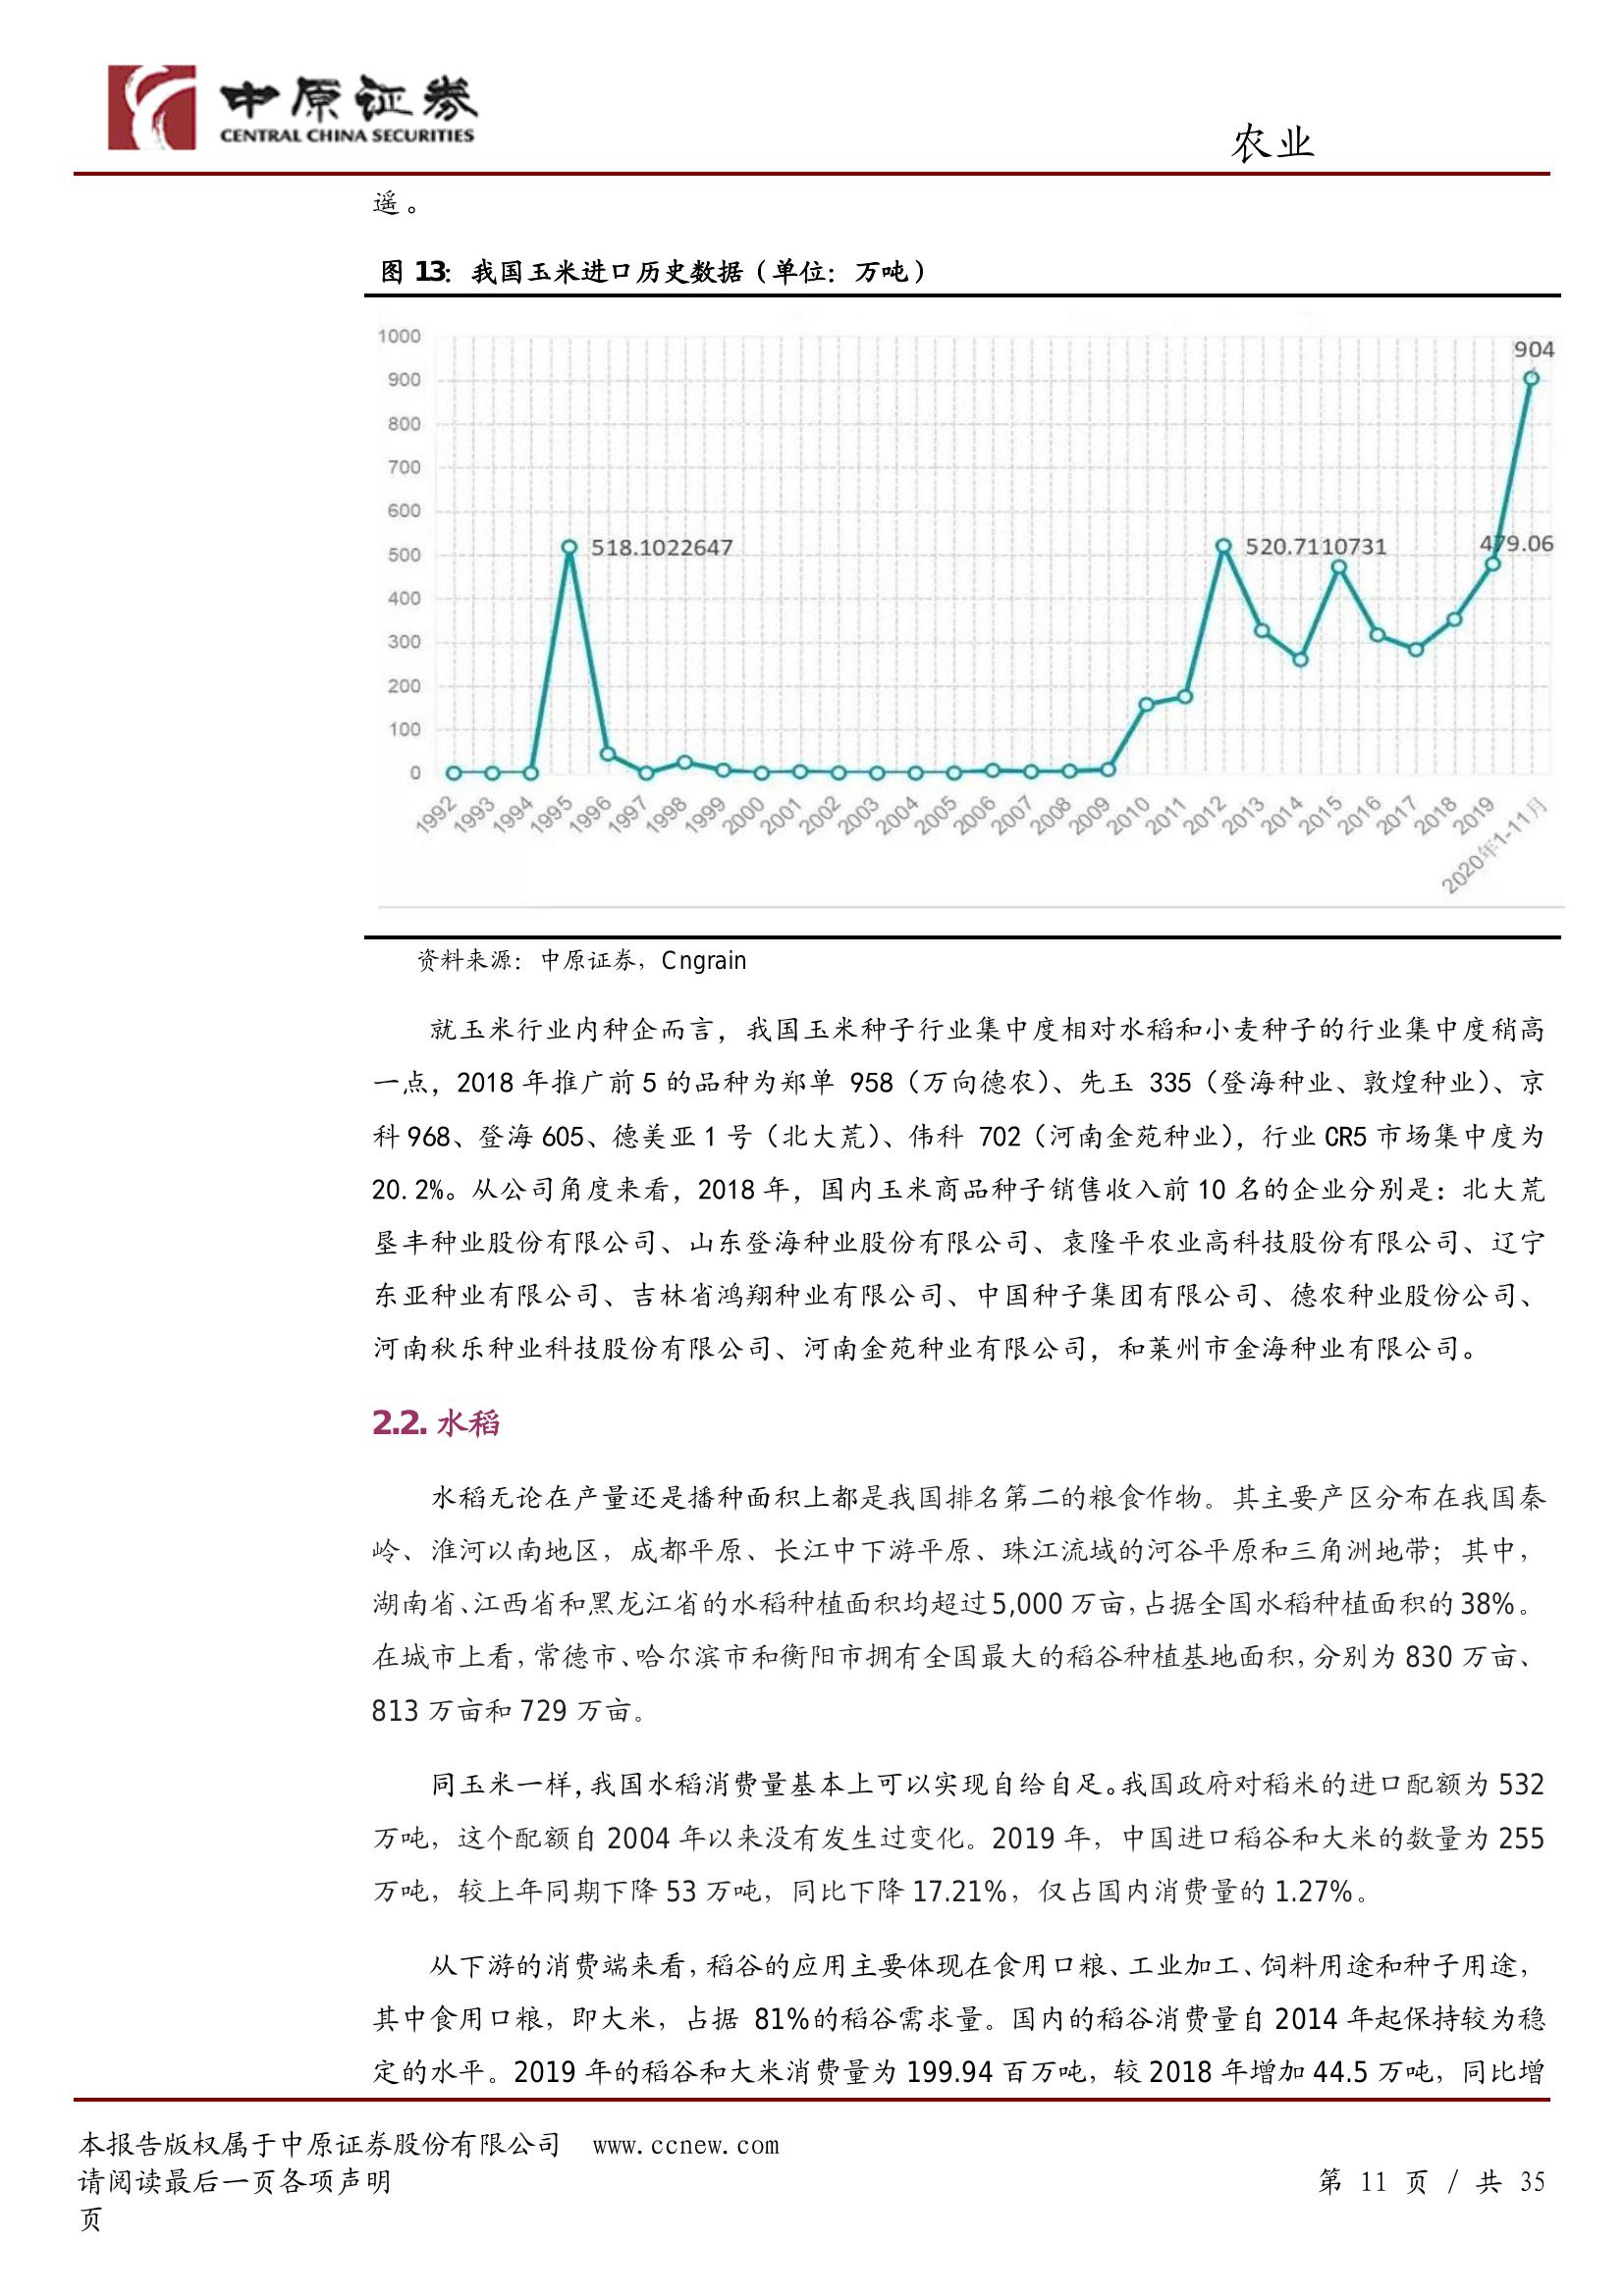 中原证券
CENTRAL CHINA SECURITIES
农业
遥。
图 13：我国玉米进口历史数据（单位：万吨）
1000
900
800
700
600
500
400
300
200
100
0
518.1022647
520.7110731
479.06
904
1992 1993 1994 1995 1996 1997 1998 1999 2000 2001 2002 2003 2004 2005 2006 2007 2008 2009 2010 2011 2012 2013 2014 2015 2016 2017 2018 2019 2020年1-11月
资料来源：中原证券，Cngrain
就玉米行业内种企而言，我国玉米种子行业集中度相对水稻和小麦种子的行业集中度稍高
一点，2018 年推广前 5 的品种为郑单 958（万向德农）、先玉 335（登海种业、敦煌种业）、京
科 968、登海 605、德美亚 1 号（北大荒）、伟科 702（河南金苑种业），行业 CR5 市场集中度为
20.2%。从公司角度来看，2018 年，国内玉米商品种子销售收入前 10 名的企业分别是：北大荒
垦丰种业股份有限公司、山东登海种业股份有限公司、袁隆平农业高科技股份有限公司、辽宁
东亚种业有限公司、吉林省鸿翔种业有限公司、中国种子集团有限公司、德农种业股份公司、
河南秋乐种业科技股份有限公司、河南金苑种业有限公司，和莱州市金海种业有限公司。
2.2. 水稻
水稻无论在产量还是播种面积上都是我国排名第二的粮食作物。其主要产区分布在我国秦
岭、淮河以南地区，成都平原、长江中下游平原、珠江流域的河谷平原和三角洲地带；其中，
湖南省、江西省和黑龙江省的水稻种植面积均超过 5,000 万亩，占据全国水稻种植面积的 38%。
在城市上看，常德市、哈尔滨市和衡阳市拥有全国最大的稻谷种植基地面积，分别为 830 万亩、
813 万亩和 729 万亩。
同玉米一样，我国水稻消费量基本上可以实现自给自足。我国政府对稻米的进口配额为 532
万吨，这个配额自 2004 年以来没有发生过变化。2019 年，中国进口稻谷和大米的数量为 255
万吨，较上年同期下降 53 万吨，同比下降 17.21%，仅占国内消费量的 1.27%。
从下游的消费端来看，稻谷的应用主要体现在食用口粮、工业加工、饲料用途和种子用途，
其中食用口粮，即大米，占据 81%的稻谷需求量。国内的稻谷消费量自 2014 年起保持较为稳
定的水平。2019 年的稻谷和大米消费量为 199.94 百万吨，较 2018 年增加 44.5 万吨，同比增
本报告版权属于中原证券股份有限公司 www.ccnew.com
请阅读最后一页各项声明 第 11 页 / 共 35
页